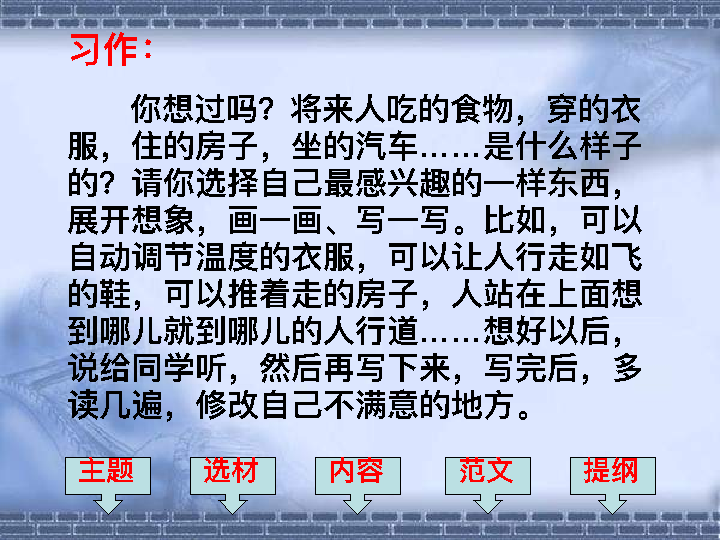 习作：
你想过吗？将来人吃的食物，穿的衣
服，住的房子，坐的汽车……是什么样子
的？请你选择自己最感兴趣的一样东西，
展开想象，画一画、写一写。比如，可以
自动调节温度的衣服，可以让人行走如飞
的鞋，可以推着走的房子，人站在上面想
到哪儿就到哪儿的人行道……想好以后，
说给同学听，然后再写下来，写完后，多
读几遍，修改自己不满意的地方。
主题 选材 内容 范文 提纲